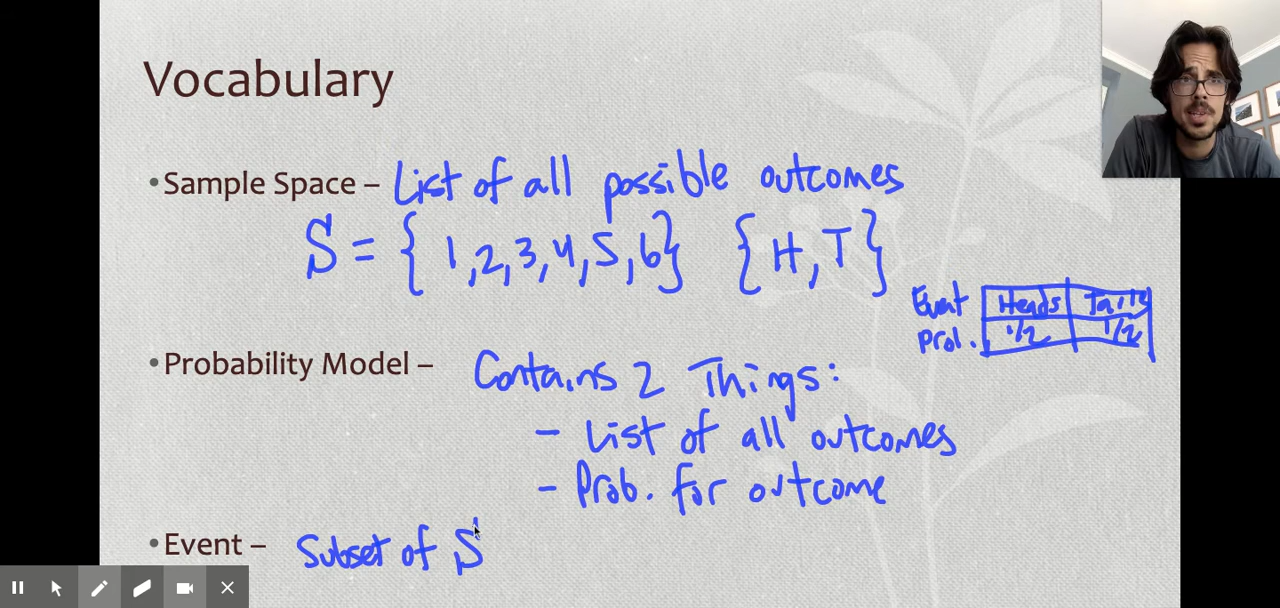 Vocabulary
•Sample Space – List of all possible outcomes
S = { 1,2,3,4,5,6} {H,T}
Event Heads Tails
Prob. 1/2 1/2
•Probability Model – Contains 2 Things:
- List of all outcomes
- Prob. for outcome
•Event – Subset of S